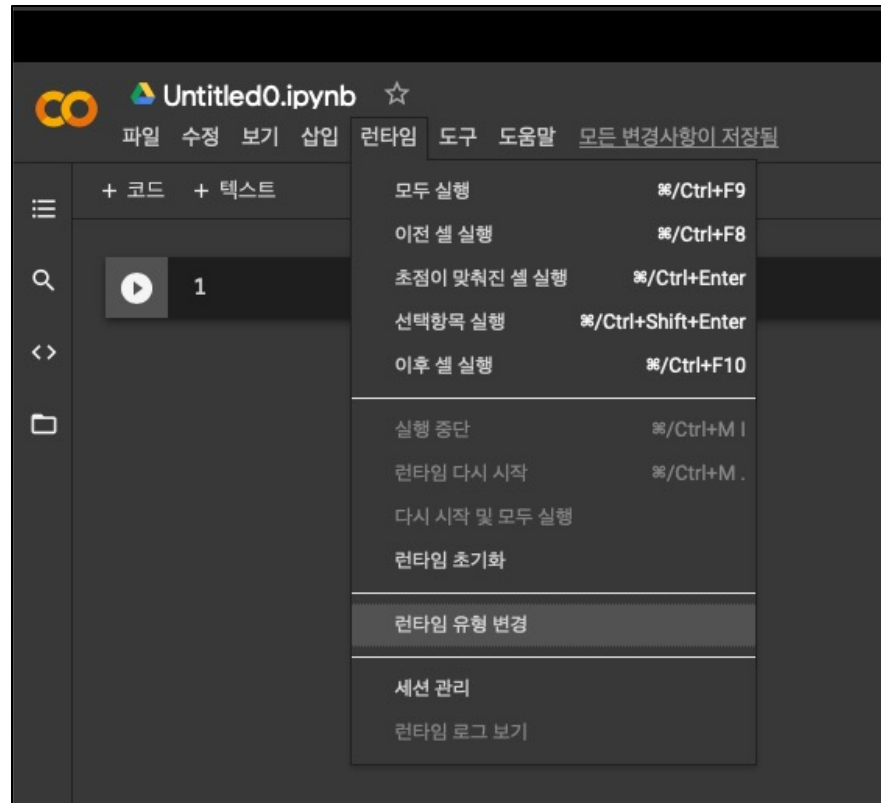 Untitled0.ipynb
파일 수정 보기 삽입 런타임 도구 도움말 모든 변경사항이 저장됨
+ 코드 + 텍스트
1
모두 실행 ⌘/Ctrl+F9
이전 셀 실행 ⌘/Ctrl+F8
초점이 맞춰진 셀 실행 ⌘/Ctrl+Enter
선택항목 실행 ⌘/Ctrl+Shift+Enter
이후 셀 실행 ⌘/Ctrl+F10
실행 중단 ⌘/Ctrl+M I
런타임 다시 시작 ⌘/Ctrl+M .
다시 시작 및 모두 실행
런타임 초기화
런타임 유형 변경
세션 관리
런타임 로그 보기